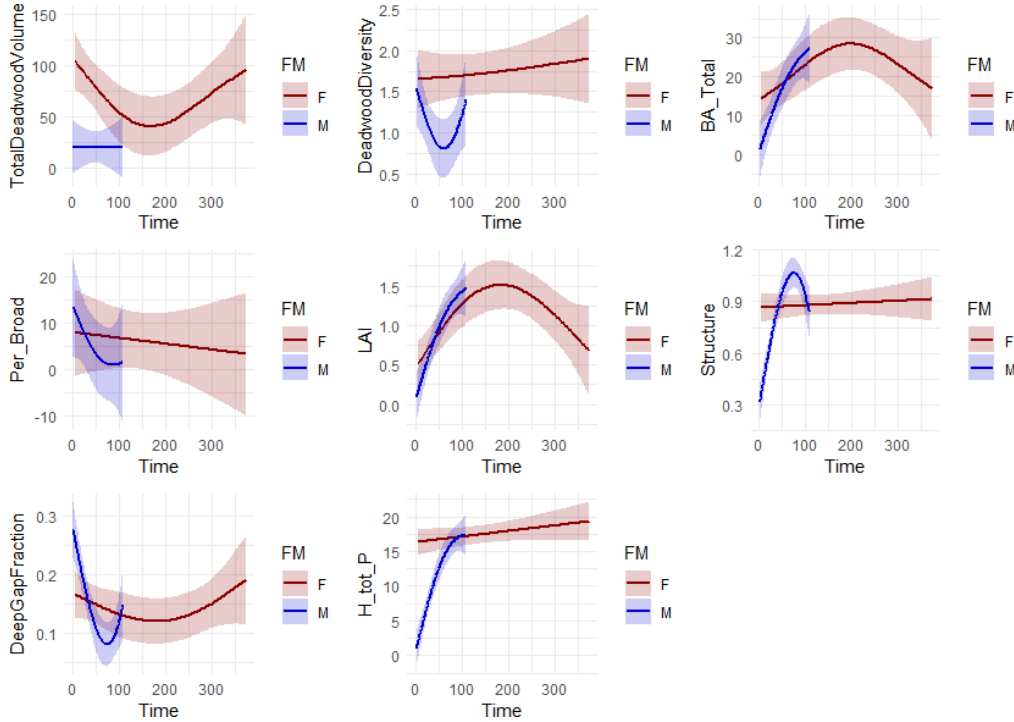 TotalDeadwoodVolume
150
100
50
0
0 100 200 300
Time
FM
F
M
DeadwoodDiversity
2.5
2.0
1.5
1.0
0.5
0 100 200 300
Time
FM
F
M
BA_Total
30
20
10
0
0 100 200 300
Time
FM
F
M
Per_Broad
20
10
0
-10
0 100 200 300
Time
FM
F
M
LAI
1.5
1.0
0.5
0.0
0 100 200 300
Time
FM
F
M
Structure
1.2
0.9
0.6
0.3
0 100 200 300
Time
FM
F
M
DeepGapFraction
0.3
0.2
0.1
0 100 200 300
Time
FM
F
M
H_tot_P
20
15
10
5
0
0 100 200 300
Time
FM
F
M